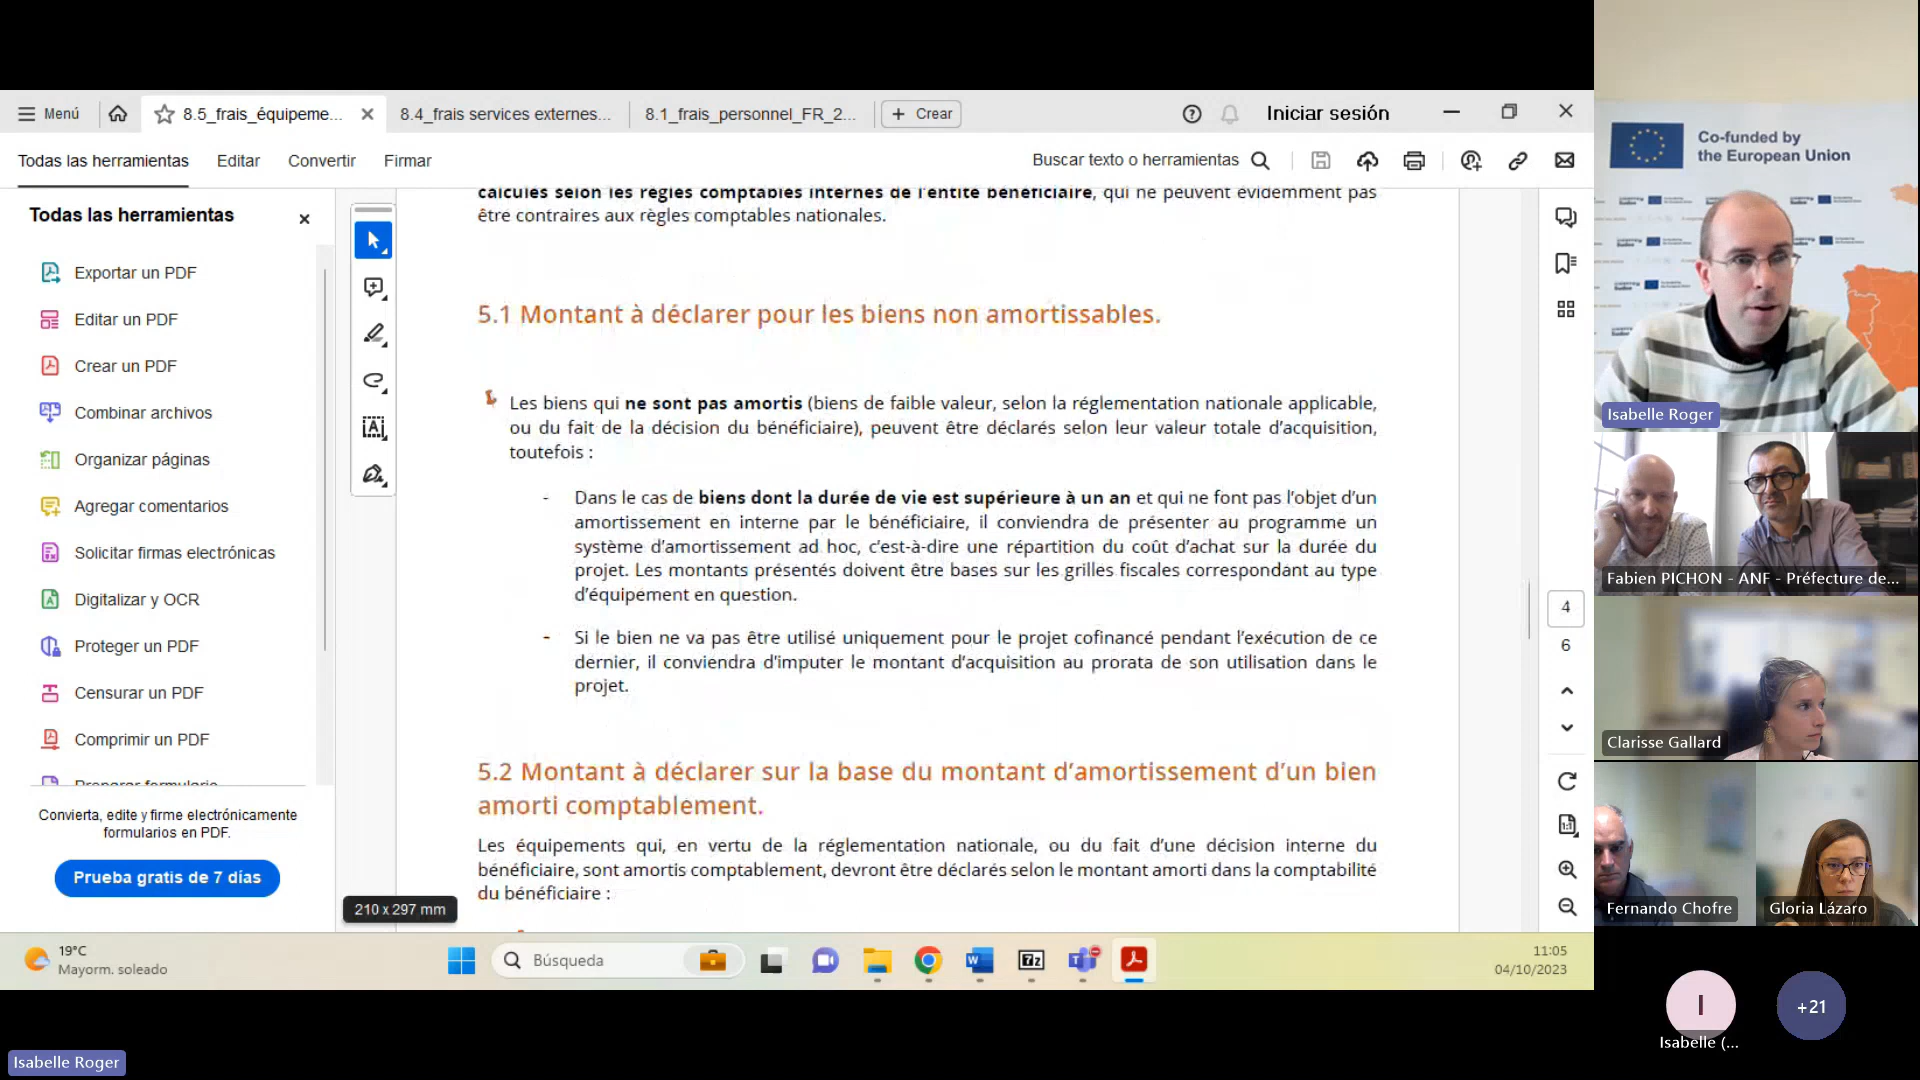 Menú
8.5_frais_équipeme...
8.4_frais services externes...
8.1_frais_personnel_FR_2...
Crear
Iniciar sesión
Todas las herramientas
Editar
Convertir
Firmar
Buscar texto o herramientas
Todas las herramientas
Exportar un PDF
Editar un PDF
Crear un PDF
Combinar archivos
Organizar páginas
Agregar comentarios
Solicitar firmas electrónicas
Digitalizar y OCR
Proteger un PDF
Censurar un PDF
Comprimir un PDF
Preparar formulario
Convierta, edite y firme electrónicamente
formularios en PDF.
Prueba gratis de 7 días
210 x 297 mm
calculés selon les règles comptables internes de l'entité bénéficiaire, qui ne peuvent évidemment pas
être contraires aux règles comptables nationales.
5.1 Montant à déclarer pour les biens non amortissables.
Les biens qui ne sont pas amortis (biens de faible valeur, selon la réglementation nationale applicable,
ou du fait de la décision du bénéficiaire), peuvent être déclarés selon leur valeur totale d'acquisition,
toutefois :
- Dans le cas de biens dont la durée de vie est supérieure à un an et qui ne font pas l'objet d'un
amortissement en interne par le bénéficiaire, il conviendra de présenter au programme un
système d'amortissement ad hoc, c'est-à-dire une répartition du coût d'achat sur la durée du
projet. Les montants présentés doivent être bases sur les grilles fiscales correspondant au type
d'équipement en question.
- Si le bien ne va pas être utilisé uniquement pour le projet cofinancé pendant l'exécution de ce
dernier, il conviendra d'imputer le montant d'acquisition au prorata de son utilisation dans le
projet.
5.2 Montant à déclarer sur la base du montant d'amortissement d'un bien
amorti comptablement.
Les équipements qui, en vertu de la réglementation nationale, ou du fait d'une décision interne du
bénéficiaire, sont amortis comptablement, devront être déclarés selon le montant amorti dans la comptabilité
du bénéficiaire :
4
6
19°C
Mayorm. soleado
Búsqueda
11:05
04/10/2023
Co-funded by
the European Union
Isabelle Roger
Fabien PICHON - ANF - Préfecture de...
Clarisse Gallard
Fernando Chofre
Gloria Lázaro
I
Isabelle (...
+21
Isabelle Roger